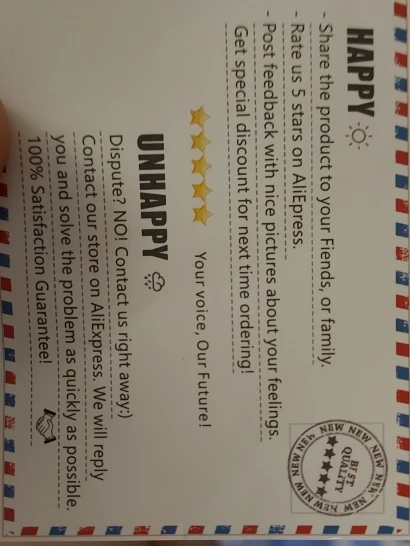 HAPPY
- Share the product to your Fiends, or family.
- Rate us 5 stars on AliEpress.
- Post feedback with nice pictures about your feelings.
Get special discount for next time ordering!
Your voice, Our Future!
UNHAPPY
Dispute? NO! Contact us right away:)
Contact our store on AliExpress. We will reply
you and solve the problem as quickly as possible.
100% Satisfaction Guarantee!
NEW NEW NEW NEW NEW NEW NEW NEW
BEST
QUALITY